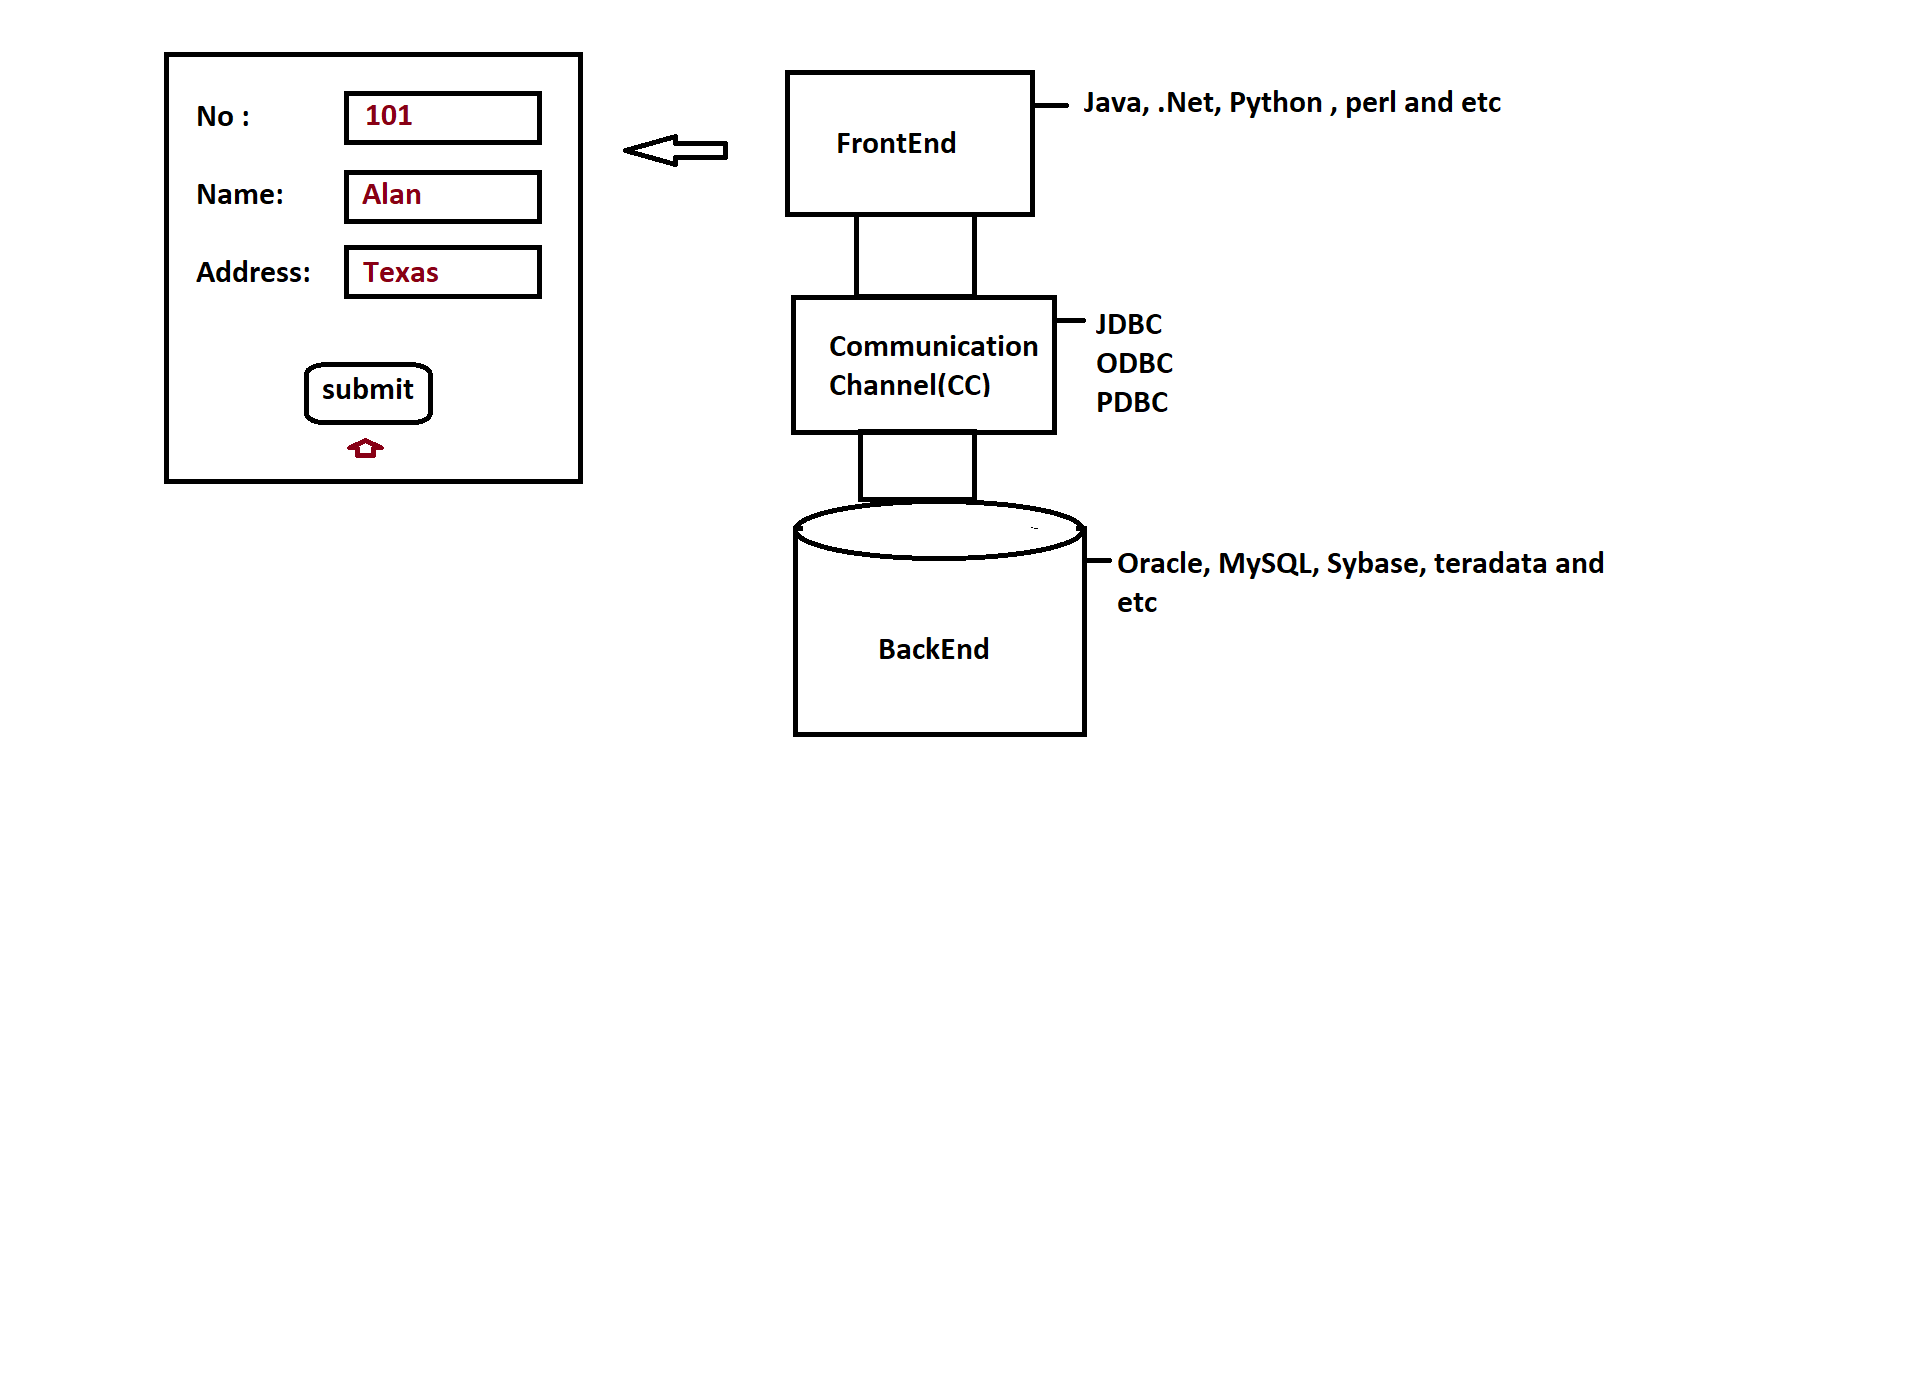 No :
101
Name:
Alan
Address:
Texas
submit
FrontEnd
Java, .Net, Python , perl and etc
Communication
Channel(CC)
JDBC
ODBC
PDBC
BackEnd
Oracle, MySQL, Sybase, teradata and
etc